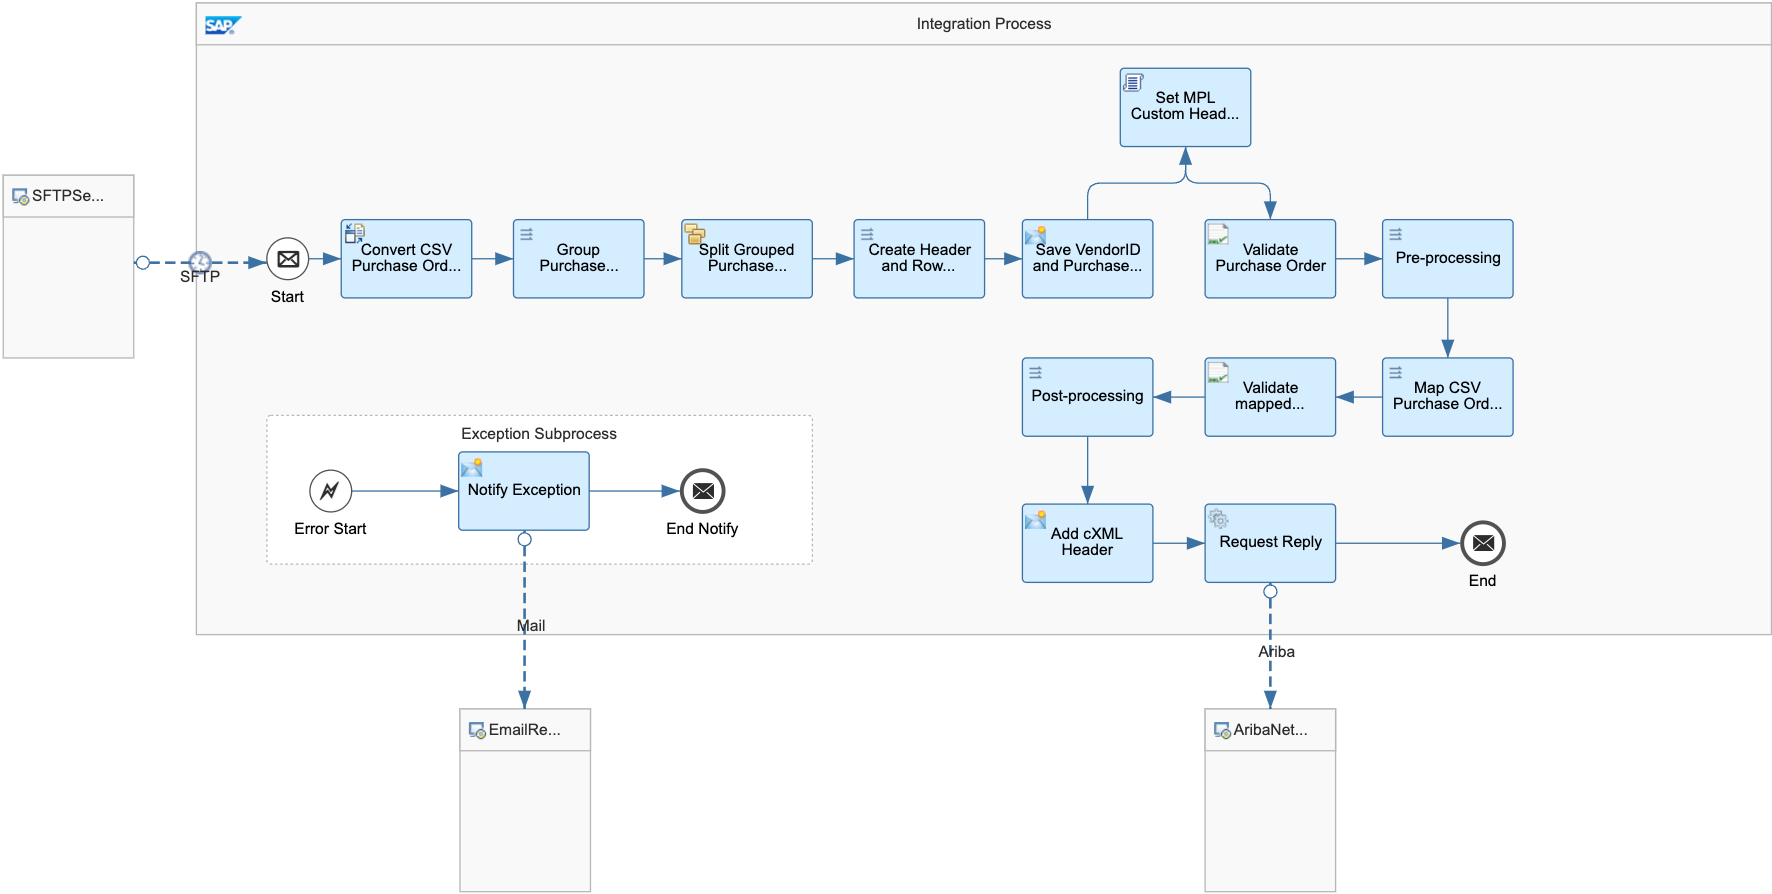 SAP
Integration Process
Set MPL
Custom Head...
SFTPSe...
SFTP
Start
Convert CSV
Purchase Ord...
Group
Purchase...
Split Grouped
Purchase...
Create Header
and Row...
Save VendorID
and Purchase...
Validate
Purchase Order
Pre-processing
Post-processing
Validate
mapped...
Map CSV
Purchase Ord...
Exception Subprocess
Error Start
Notify Exception
End Notify
Add cXML
Header
Request Reply
End
Mail
Ariba
EmailRe...
AribaNet...